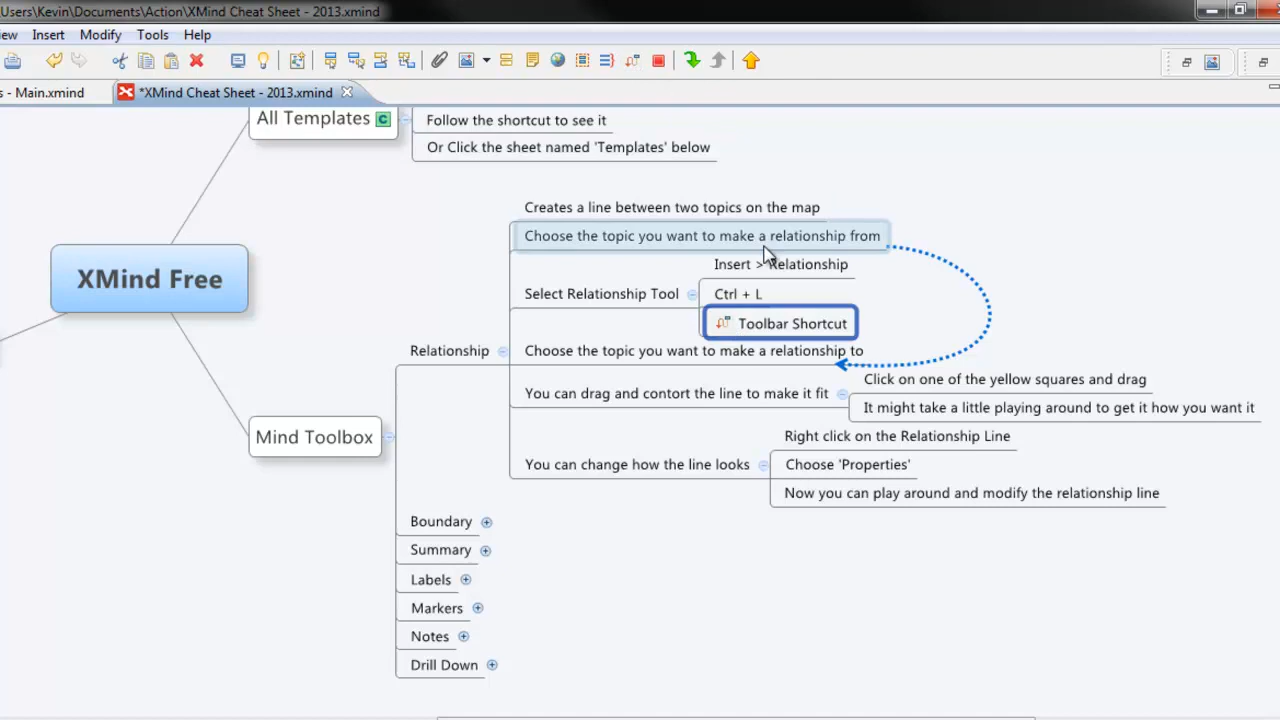 Users\Kevin\Documents\Action\XMind Cheat Sheet - 2013.xmind
ew Insert Modify Tools Help
s - Main.xmind *XMind Cheat Sheet - 2013.xmind
All Templates
Follow the shortcut to see it
Or Click the sheet named 'Templates' below
Creates a line between two topics on the map
Choose the topic you want to make a relationship from
XMind Free
Insert > Relationship
Select Relationship Tool
Ctrl + L
Toolbar Shortcut
Relationship
Choose the topic you want to make a relationship to
Click on one of the yellow squares and drag
You can drag and contort the line to make it fit
It might take a little playing around to get it how you want it
Mind Toolbox
Right click on the Relationship Line
You can change how the line looks
Choose 'Properties'
Now you can play around and modify the relationship line
Boundary
Summary
Labels
Markers
Notes
Drill Down